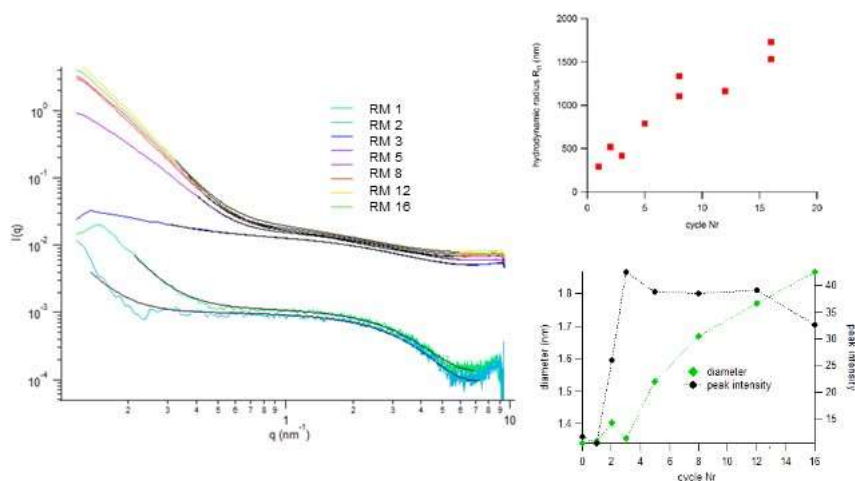 10⁰
10⁻¹
10⁻²
10⁻³
10⁻⁴
I(q)
RM 1
RM 2
RM 3
RM 5
RM 8
RM 12
RM 16
2 3 4 5 6 7 8 9 1 2 3 4 5 6 7 8 9 10
q (nm⁻¹)
2000
1500
1000
500
0
hydrodynamic radius Rₕ (nm)
0 5 10 15 20
cycle Nr
1.8
1.7
1.6
1.5
1.4
diameter (nm)
40
35
30
25
20
15
peak intensity
diameter
peak intensity
0 2 4 6 8 10 12 14 16
cycle Nr